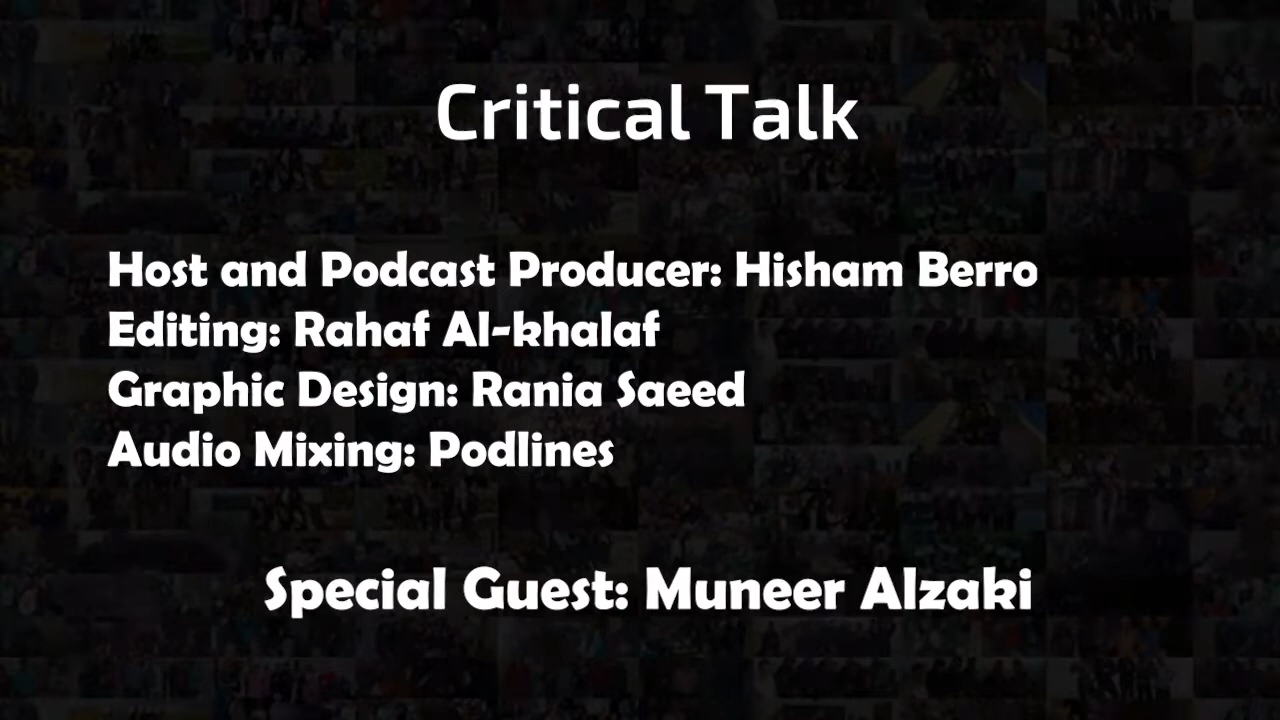 Critical Talk
Host and Podcast Producer: Hisham Berro
Editing: Rahaf Al-khalaf
Graphic Design: Rania Saeed
Audio Mixing: Podlines
Special Guest: Muneer Alzaki